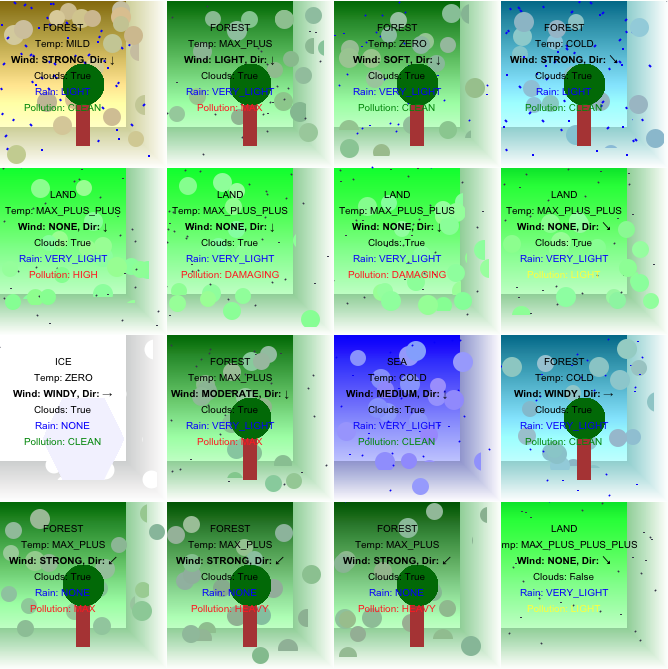 FOREST
Temp: MILD
Wind: STRONG, Dir: ↓
Clouds: True
Rain: LIGHT
Pollution: CLEAN
FOREST
Temp: MAX_PLUS
Wind: LIGHT, Dir: ↓
Clouds: True
Rain: VERY_LIGHT
Pollution: MAX
FOREST
Temp: ZERO
Wind: SOFT, Dir: ↓
Clouds: True
Rain: VERY_LIGHT
Pollution: CLEAN
FOREST
Temp: COLD
Wind: STRONG, Dir: ↘
Clouds: True
Rain: LIGHT
Pollution: CLEAN
LAND
Temp: MAX_PLUS_PLUS
Wind: NONE, Dir: ↓
Clouds: True
Rain: VERY_LIGHT
Pollution: HIGH
LAND
Temp: MAX_PLUS_PLUS
Wind: NONE, Dir: ↓
Clouds: True
Rain: VERY_LIGHT
Pollution: DAMAGING
LAND
Temp: MAX_PLUS_PLUS
Wind: NONE, Dir: ↓
Clouds: True
Rain: VERY_LIGHT
Pollution: DAMAGING
LAND
Temp: MAX_PLUS_PLUS
Wind: NONE, Dir: ↘
Clouds: True
Rain: VERY_LIGHT
Pollution: LIGHT
ICE
Temp: ZERO
Wind: WINDY, Dir: →
Clouds: True
Rain: NONE
Pollution: CLEAN
FOREST
Temp: MAX_PLUS
Wind: MODERATE, Dir: ↓
Clouds: True
Rain: VERY_LIGHT
Pollution: MAX
SEA
Temp: COLD
Wind: MEDIUM, Dir: ↓
Clouds: True
Rain: VERY_LIGHT
Pollution: CLEAN
FOREST
Temp: COLD
Wind: WINDY, Dir: →
Clouds: True
Rain: VERY_LIGHT
Pollution: CLEAN
FOREST
Temp: MAX_PLUS
Wind: STRONG, Dir: ↙
Clouds: True
Rain: NONE
Pollution: MAX
FOREST
Temp: MAX_PLUS_PLUS
Wind: STRONG, Dir: ↙
Clouds: True
Rain: NONE
Pollution: HEAVY
FOREST
Temp: MAX_PLUS
Wind: STRONG, Dir: ↙
Clouds: True
Rain: NONE
Pollution: HEAVY
LAND
mp: MAX_PLUS_PLUS_PLUS
Wind: NONE, Dir: ↘
Clouds: False
Rain: VERY_LIGHT
Pollution: LIGHT